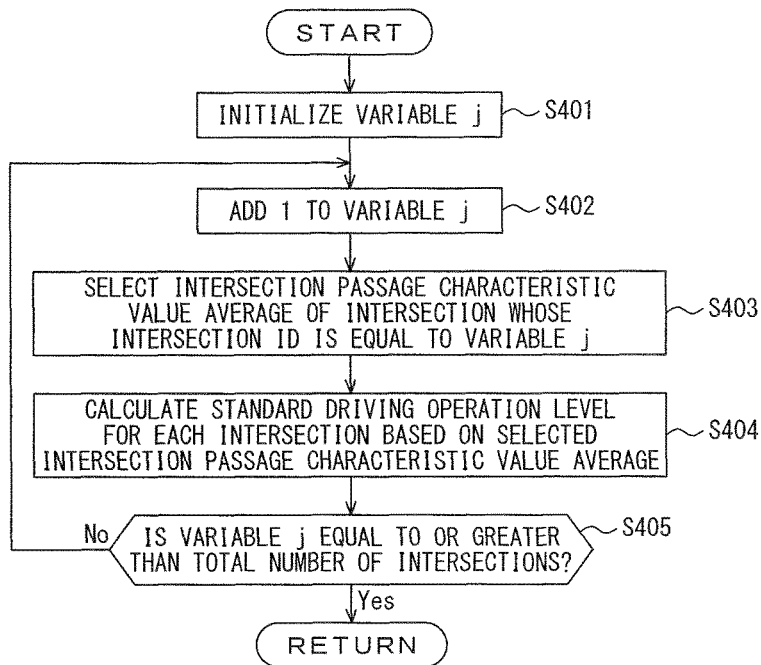 START
INITIALIZE VARIABLE j
S401
ADD 1 TO VARIABLE j
S402
SELECT INTERSECTION PASSAGE CHARACTERISTIC
VALUE AVERAGE OF INTERSECTION WHOSE
INTERSECTION ID IS EQUAL TO VARIABLE j
S403
CALCULATE STANDARD DRIVING OPERATION LEVEL
FOR EACH INTERSECTION BASED ON SELECTED
INTERSECTION PASSAGE CHARACTERISTIC VALUE AVERAGE
S404
No
IS VARIABLE j EQUAL TO OR GREATER
THAN TOTAL NUMBER OF INTERSECTIONS?
S405
Yes
RETURN